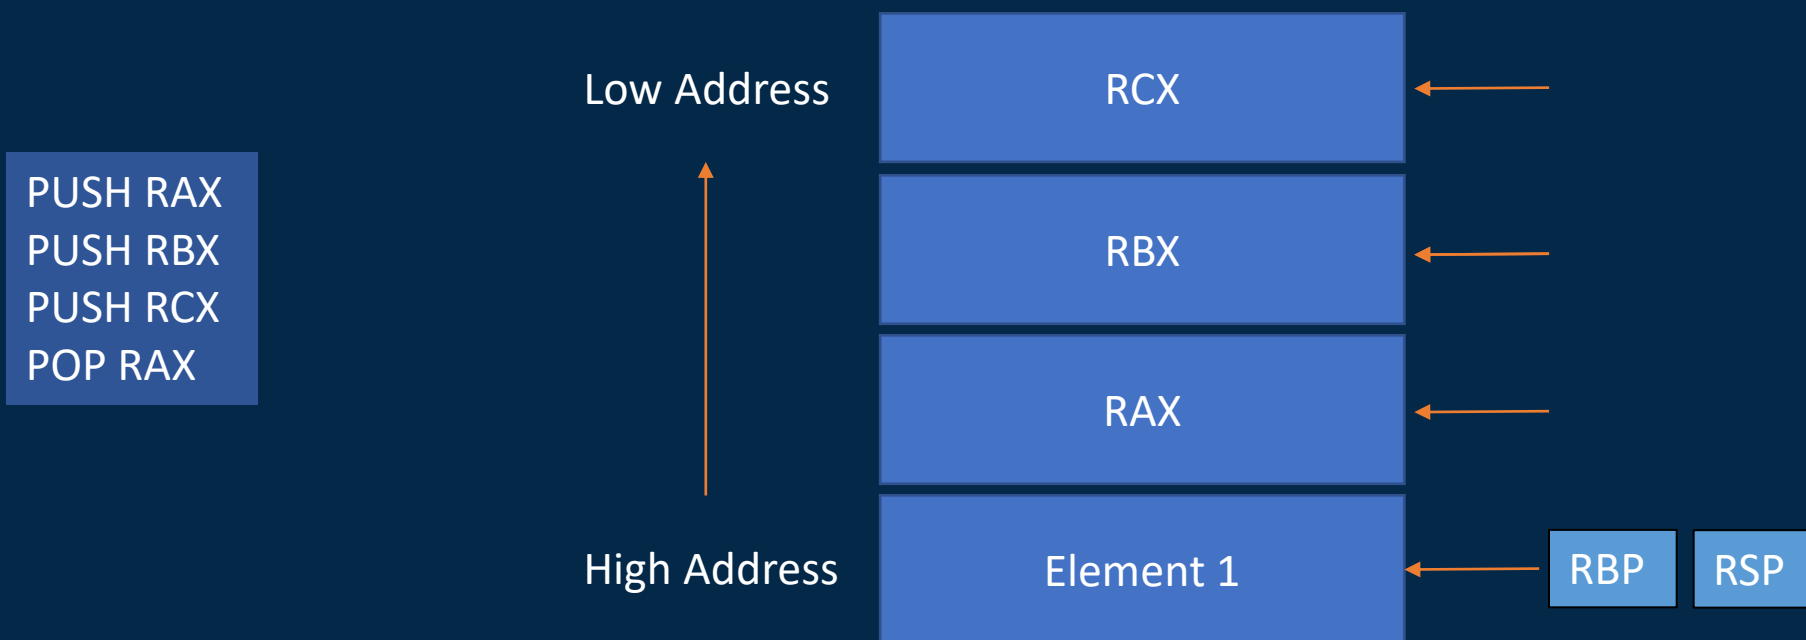 PUSH RAX
PUSH RBX
PUSH RCX
POP RAX
Low Address
High Address
RCX
RBX
RAX
Element 1
RBP
RSP